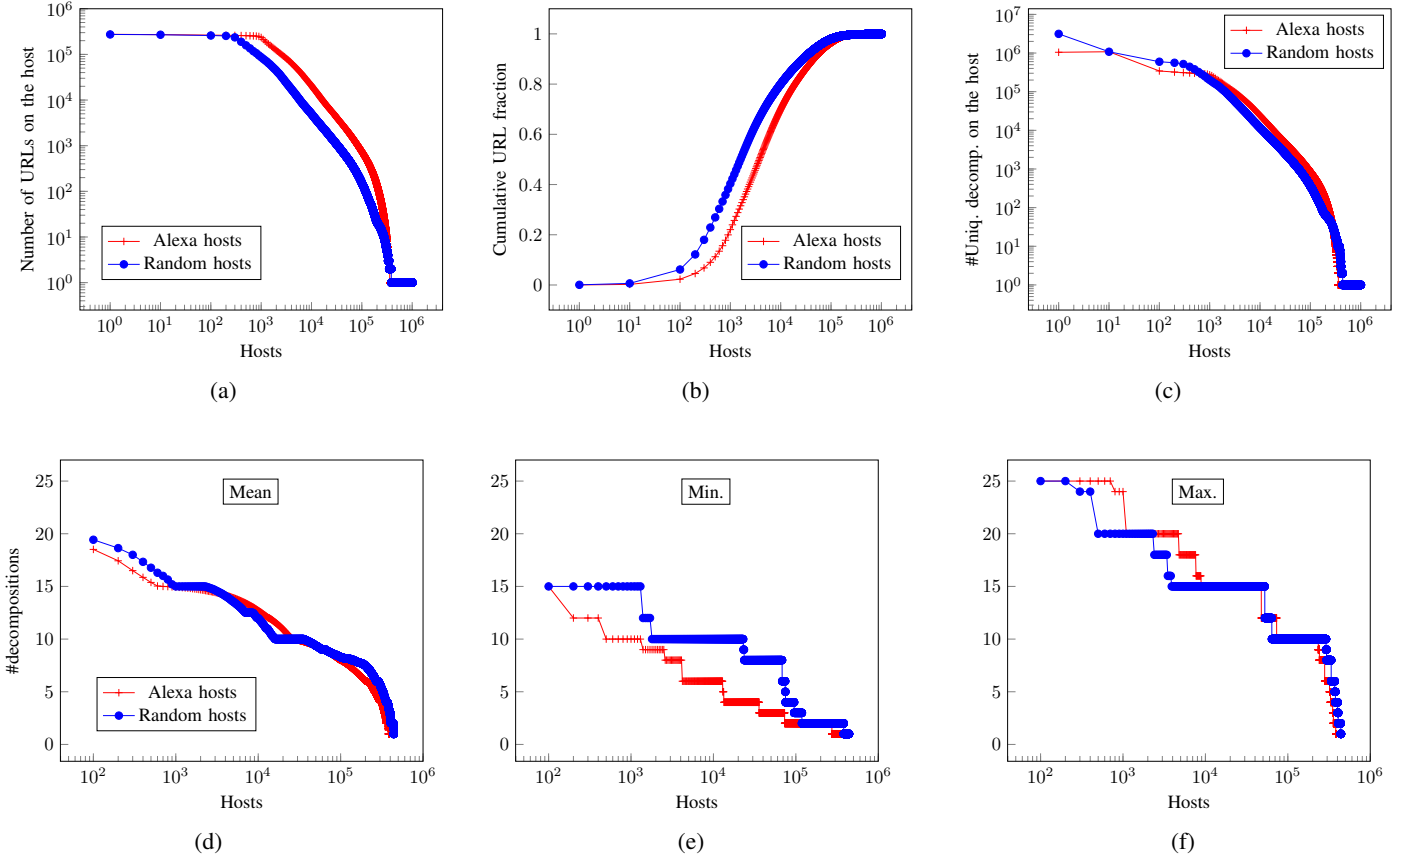 Number of URLs on the host
10^6
10^5
10^4
10^3
10^2
10^1
10^0
Alexa hosts
Random hosts
10^0 10^1 10^2 10^3 10^4 10^5 10^6
Hosts
(a)
Cumulative URL fraction
1
0.8
0.6
0.4
0.2
0
Alexa hosts
Random hosts
10^0 10^1 10^2 10^3 10^4 10^5 10^6
Hosts
(b)
#Uniq. decomp. on the host
10^7
10^6
10^5
10^4
10^3
10^2
10^1
10^0
Alexa hosts
Random hosts
10^0 10^1 10^2 10^3 10^4 10^5 10^6
Hosts
(c)
#decompositions
25
20
15
10
5
0
Mean
Alexa hosts
Random hosts
10^2 10^3 10^4 10^5 10^6
Hosts
(d)
25
20
15
10
5
0
Min.
10^2 10^3 10^4 10^5 10^6
Hosts
(e)
25
20
15
10
5
0
Max.
10^2 10^3 10^4 10^5 10^6
Hosts
(f)